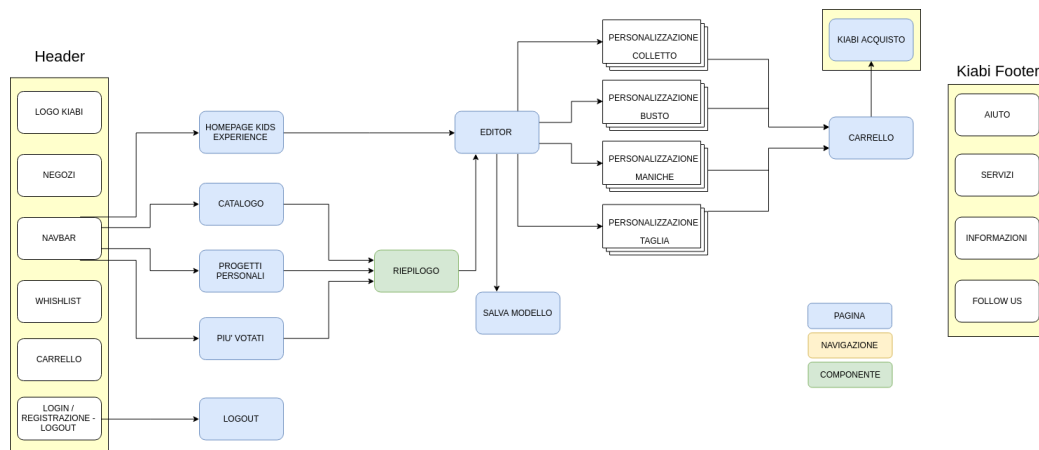 Header
LOGO KIABI
NEGOZI
NAVBAR
WHISHLIST
CARRELLO
LOGIN /
REGISTRAZIONE -
LOGOUT
HOMEPAGE KIDS
EXPERIENCE
CATALOGO
PROGETTI
PERSONALI
PIU' VOTATI
LOGOUT
RIEPILOGO
EDITOR
SALVA MODELLO
PERSONALIZZAZIONE
COLLETTO
PERSONALIZZAZIONE
BUSTO
PERSONALIZZAZIONE
MANICHE
PERSONALIZZAZIONE
TAGLIA
KIABI ACQUISTO
CARRELLO
PAGINA
NAVIGAZIONE
COMPONENTE
Kiabi Footer
AIUTO
SERVIZI
INFORMAZIONI
FOLLOW US